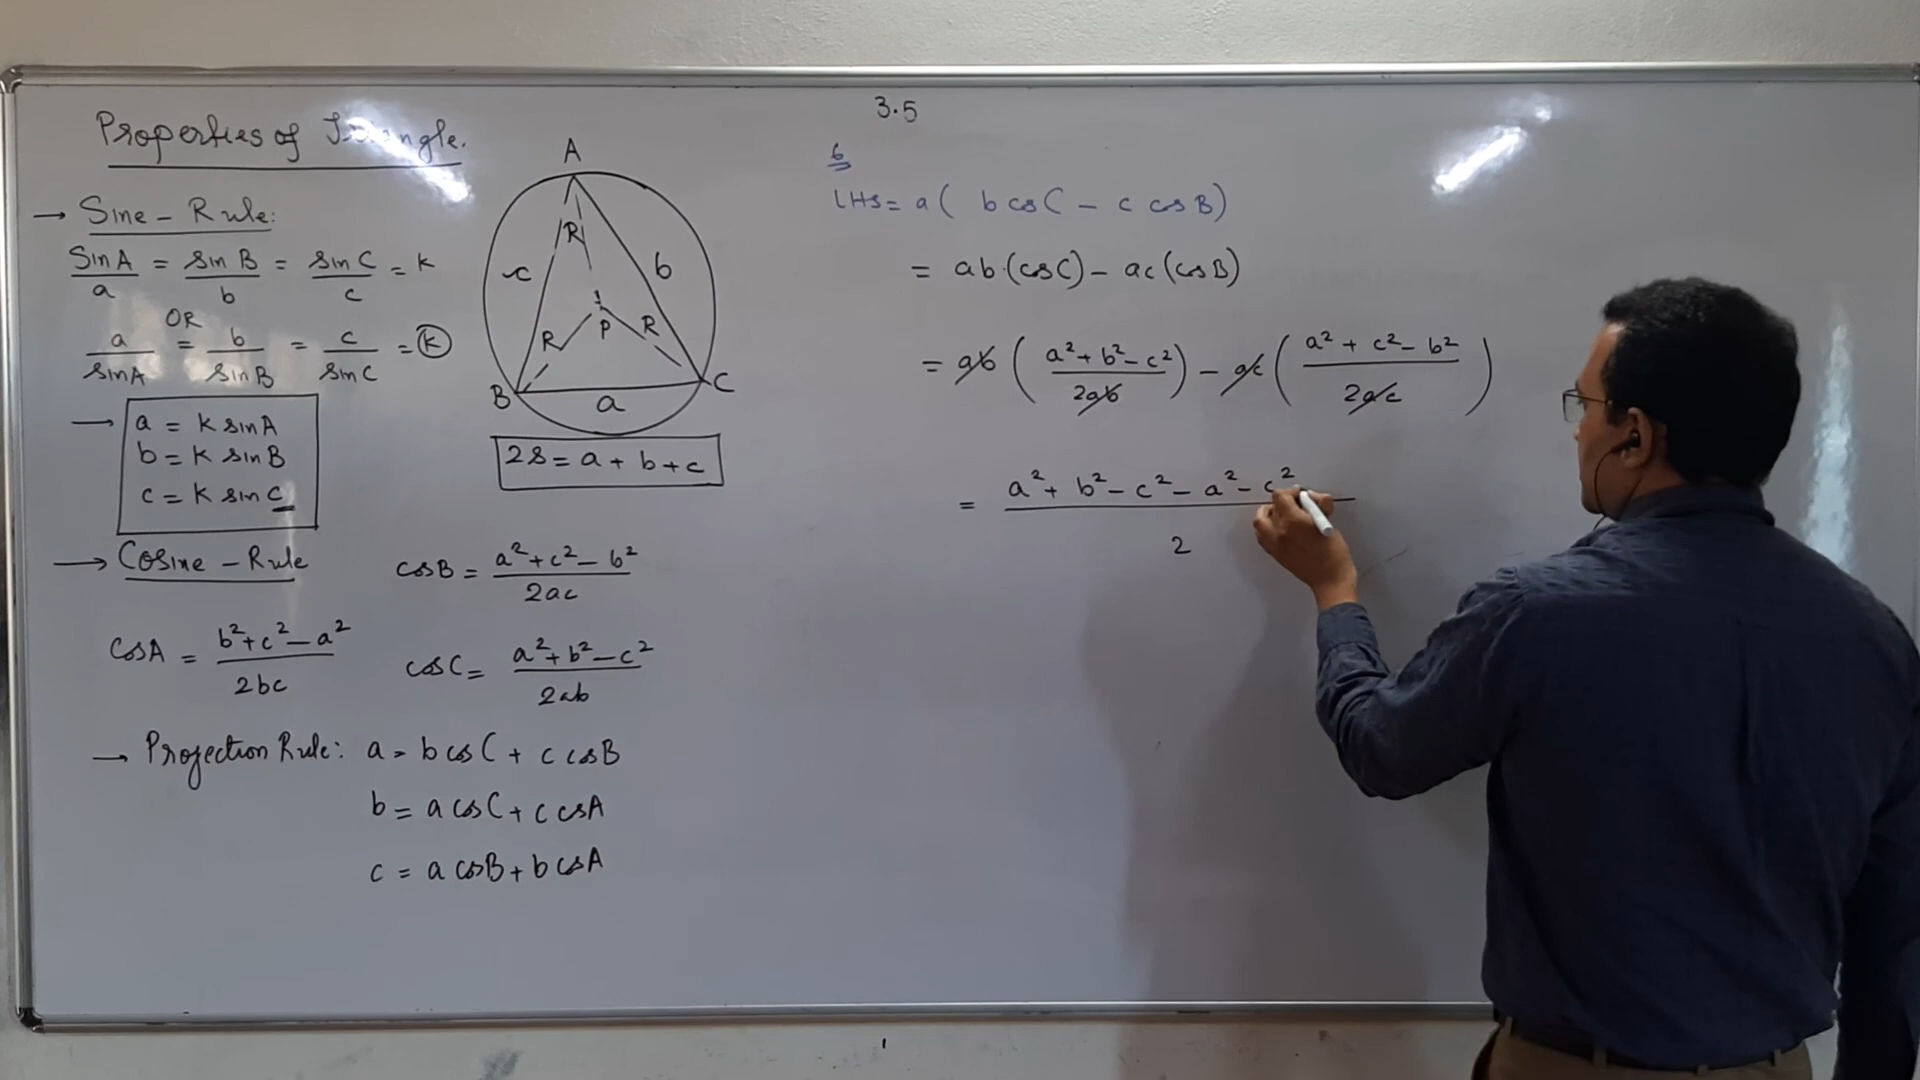 3.5
Properties of Triangle.
→ Sine - Rule:
SinA/a = sinB/b = sinC/c = k
OR
a/sinA = b/sinB = c/sinC = k
→ a = k sinA
b = k sinB
c = k sinC
A
R
c
b
P
R
R
B
a
C
2s = a + b + c
→ Cosine - Rule
cosB = a² + c² - b² / 2ac
CosA = b² + c² - a² / 2bc
cosC = a² + b² - c² / 2ab
→ Projection Rule: a = b cosC + c cosB
b = a cosC + c cosA
c = a cosB + b cosA
6
LHS = a ( b cosC - c cosB)
= ab·(cosC) - ac(cosB)
= ab ( a² + b² - c² / 2ab ) - ac ( a² + c² - b² / 2ac )
= a² + b² - c² - a² - c² / 2